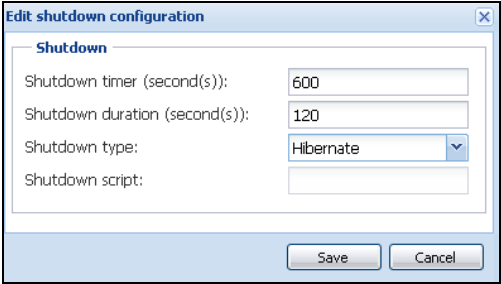 Edit shutdown configuration
Shutdown
Shutdown timer (second(s)): 600
Shutdown duration (second(s)): 120
Shutdown type: Hibernate
Shutdown script:
Save Cancel